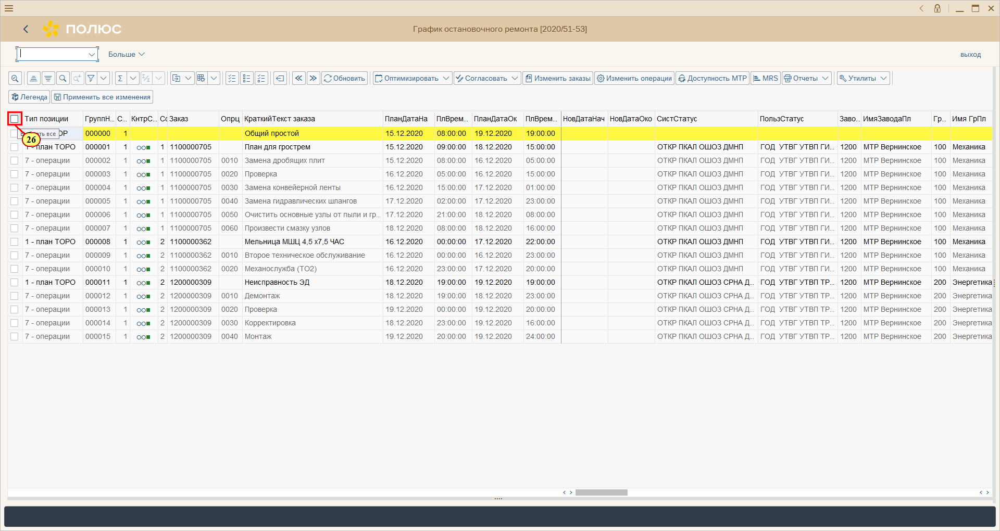 ПОЛЮС
График остановочного ремонта [2020/51-53]
Больше
выход
Обновить Оптимизировать Согласовать Изменить заказы Изменить операции Доступность МТР MRS Отчеты Утилиты
Легенда Применить все изменения
Тип позиции ГруппН... С... КнтрС... Сс Заказ Опрц КраткийТекст заказа ПланДатаНа ПлВрем... ПланДатаОк ПлВрем... НовДатаНач НовДатаОко СистСтатус ПользСтатус Заво... ИмяЗаводаПл Гр... Имя ГрПл
ОР 000000 1 Общий простой 15.12.2020 08:00:00 19.12.2020 19:00:00
все
26
1 - план ТОРО 000001 1 1 1100000705 План для грострем 15.12.2020 09:00:00 18.12.2020 15:00:00 ОТКР ПКАЛ ОШОЗ ДМНП ГОД УТВГ УТВП ГИ... 1200 МТР Вернинское 100 Механика
7 - операции 000002 1 1 1100000705 0010 Замена дробящих плит 15.12.2020 08:00:00 16.12.2020 05:00:00 ОТКР ПКАЛ ОШОЗ ДМНП ГОД УТВГ УТВП ГИ... 1200 МТР Вернинское 100 Механика
7 - операции 000003 1 1 1100000705 0020 Проверка 16.12.2020 05:00:00 16.12.2020 15:00:00 ОТКР ПКАЛ ОШОЗ ДМНП ГОД УТВГ УТВП ГИ... 1200 МТР Вернинское 100 Механика
7 - операции 000004 1 1 1100000705 0030 Замена конвейерной ленты 16.12.2020 15:00:00 17.12.2020 01:00:00 ОТКР ПКАЛ ОШОЗ ДМНП ГОД УТВГ УТВП ГИ... 1200 МТР Вернинское 100 Механика
7 - операции 000005 1 1 1100000705 0040 Замена гидравлических шлангов 17.12.2020 02:00:00 17.12.2020 23:00:00 ОТКР ПКАЛ ОШОЗ ДМНП ГОД УТВГ УТВП ГИ... 1200 МТР Вернинское 100 Механика
7 - операции 000006 1 1 1100000705 0050 Очистить основные узлы от пыли и гр... 17.12.2020 21:00:00 18.12.2020 08:00:00 ОТКР ПКАЛ ОШОЗ ДМНП ГОД УТВГ УТВП ГИ... 1200 МТР Вернинское 100 Механика
7 - операции 000007 1 1 1100000705 0060 Произвести смазку узлов 18.12.2020 08:00:00 18.12.2020 16:00:00 ОТКР ПКАЛ ОШОЗ ДМНП ГОД УТВГ УТВП ГИ... 1200 МТР Вернинское 100 Механика
1 - план ТОРО 000008 1 2 1100000362 Мельница МШЦ 4,5 х7,5 ЧАС 16.12.2020 00:00:00 17.12.2020 22:00:00 ОТКР ПКАЛ ОШОЗ ДМНП ГОД УТВГ УТВП ГИ... 1200 МТР Вернинское 100 Механика
7 - операции 000009 1 2 1100000362 0010 Второе техническое обслуживание 16.12.2020 00:00:00 16.12.2020 23:00:00 ОТКР ПКАЛ ОШОЗ ДМНП ГОД УТВГ УТВП ГИ... 1200 МТР Вернинское 100 Механика
7 - операции 000010 1 2 1100000362 0020 Механослужба (ТО2) 16.12.2020 23:00:00 17.12.2020 20:00:00 ОТКР ПКАЛ ОШОЗ ДМНП ГОД УТВГ УТВП ГИ... 1200 МТР Вернинское 100 Механика
1 - план ТОРО 000011 1 2 1200000309 Неисправность ЭД 18.12.2020 19:00:00 19.12.2020 19:00:00 ОТКР ПКАЛ ОШОЗ СРНА Д... ГОД УТВГ УТВП ТР... 1200 МТР Вернинское 200 Энергетика
7 - операции 000012 1 2 1200000309 0010 Демонтаж 18.12.2020 19:00:00 18.12.2020 23:00:00 ОТКР ПКАЛ ОШОЗ СРНА Д... ГОД УТВГ УТВП ТР... 1200 МТР Вернинское 200 Энергетика
7 - операции 000013 1 2 1200000309 0020 Проверка 19.12.2020 00:00:00 19.12.2020 20:00:00 ОТКР ПКАЛ ОШОЗ СРНА Д... ГОД УТВГ УТВП ТР... 1200 МТР Вернинское 200 Энергетика
7 - операции 000014 1 2 1200000309 0030 Корректировка 18.12.2020 23:00:00 19.12.2020 16:00:00 ОТКР ПКАЛ ОШОЗ СРНА Д... ГОД УТВГ УТВП ТР... 1200 МТР Вернинское 200 Энергетика
7 - операции 000015 1 2 1200000309 0040 Монтаж 19.12.2020 20:00:00 19.12.2020 24:00:00 ОТКР ПКАЛ ОШОЗ СРНА Д... ГОД УТВГ УТВП ТР... 1200 МТР Вернинское 200 Энергетика